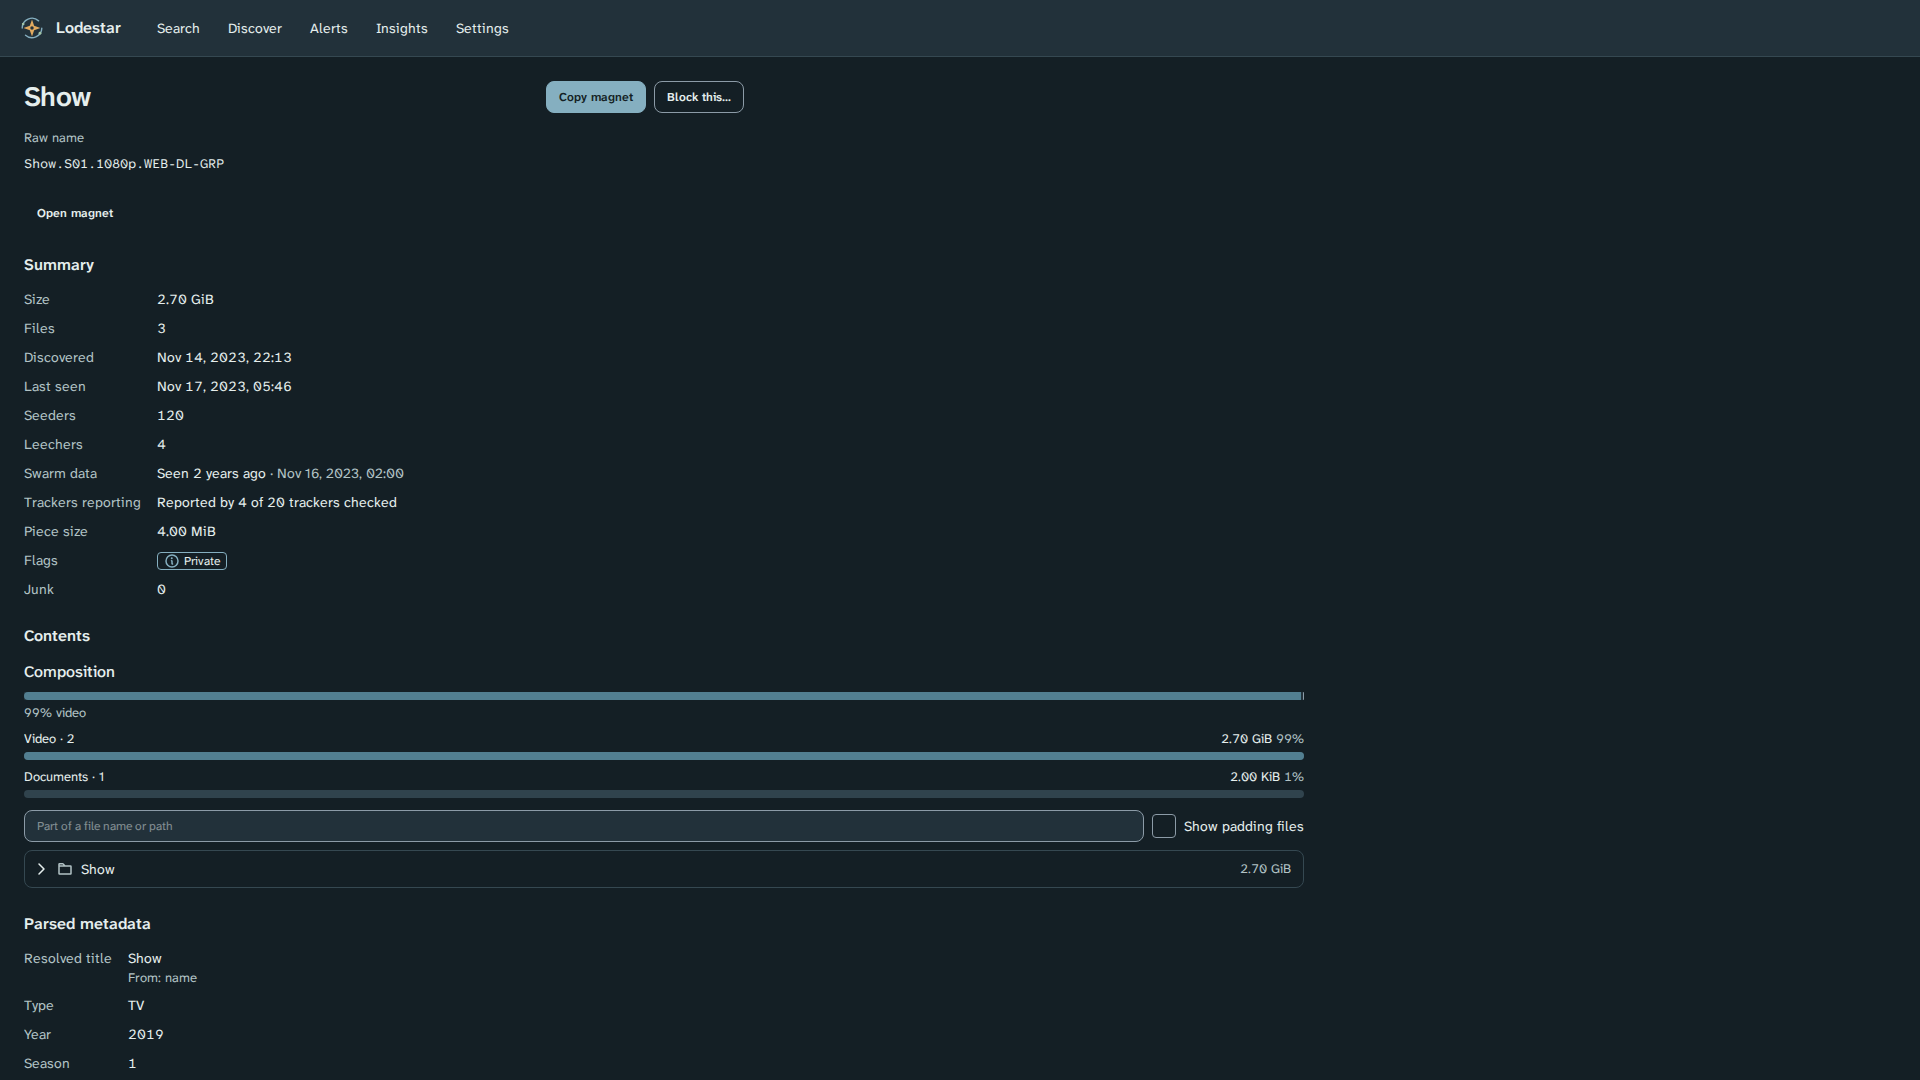 Lodestar Search Discover Alerts Insights Settings
Show Copy magnet Block this...
Raw name
Show.S01.1080p.WEB-DL-GRP
Open magnet
Summary
Size 2.70 GiB
Files 3
Discovered Nov 14, 2023, 22:13
Last seen Nov 17, 2023, 05:46
Seeders 120
Leechers 4
Swarm data Seen 2 years ago · Nov 16, 2023, 02:00
Trackers reporting Reported by 4 of 20 trackers checked
Piece size 4.00 MiB
Flags Private
Junk 0
Contents
Composition
99% video
Video · 2 2.70 GiB 99%
Documents · 1 2.00 KiB 1%
Part of a file name or path Show padding files
Show 2.70 GiB
Parsed metadata
Resolved title Show
From: name
Type TV
Year 2019
Season 1